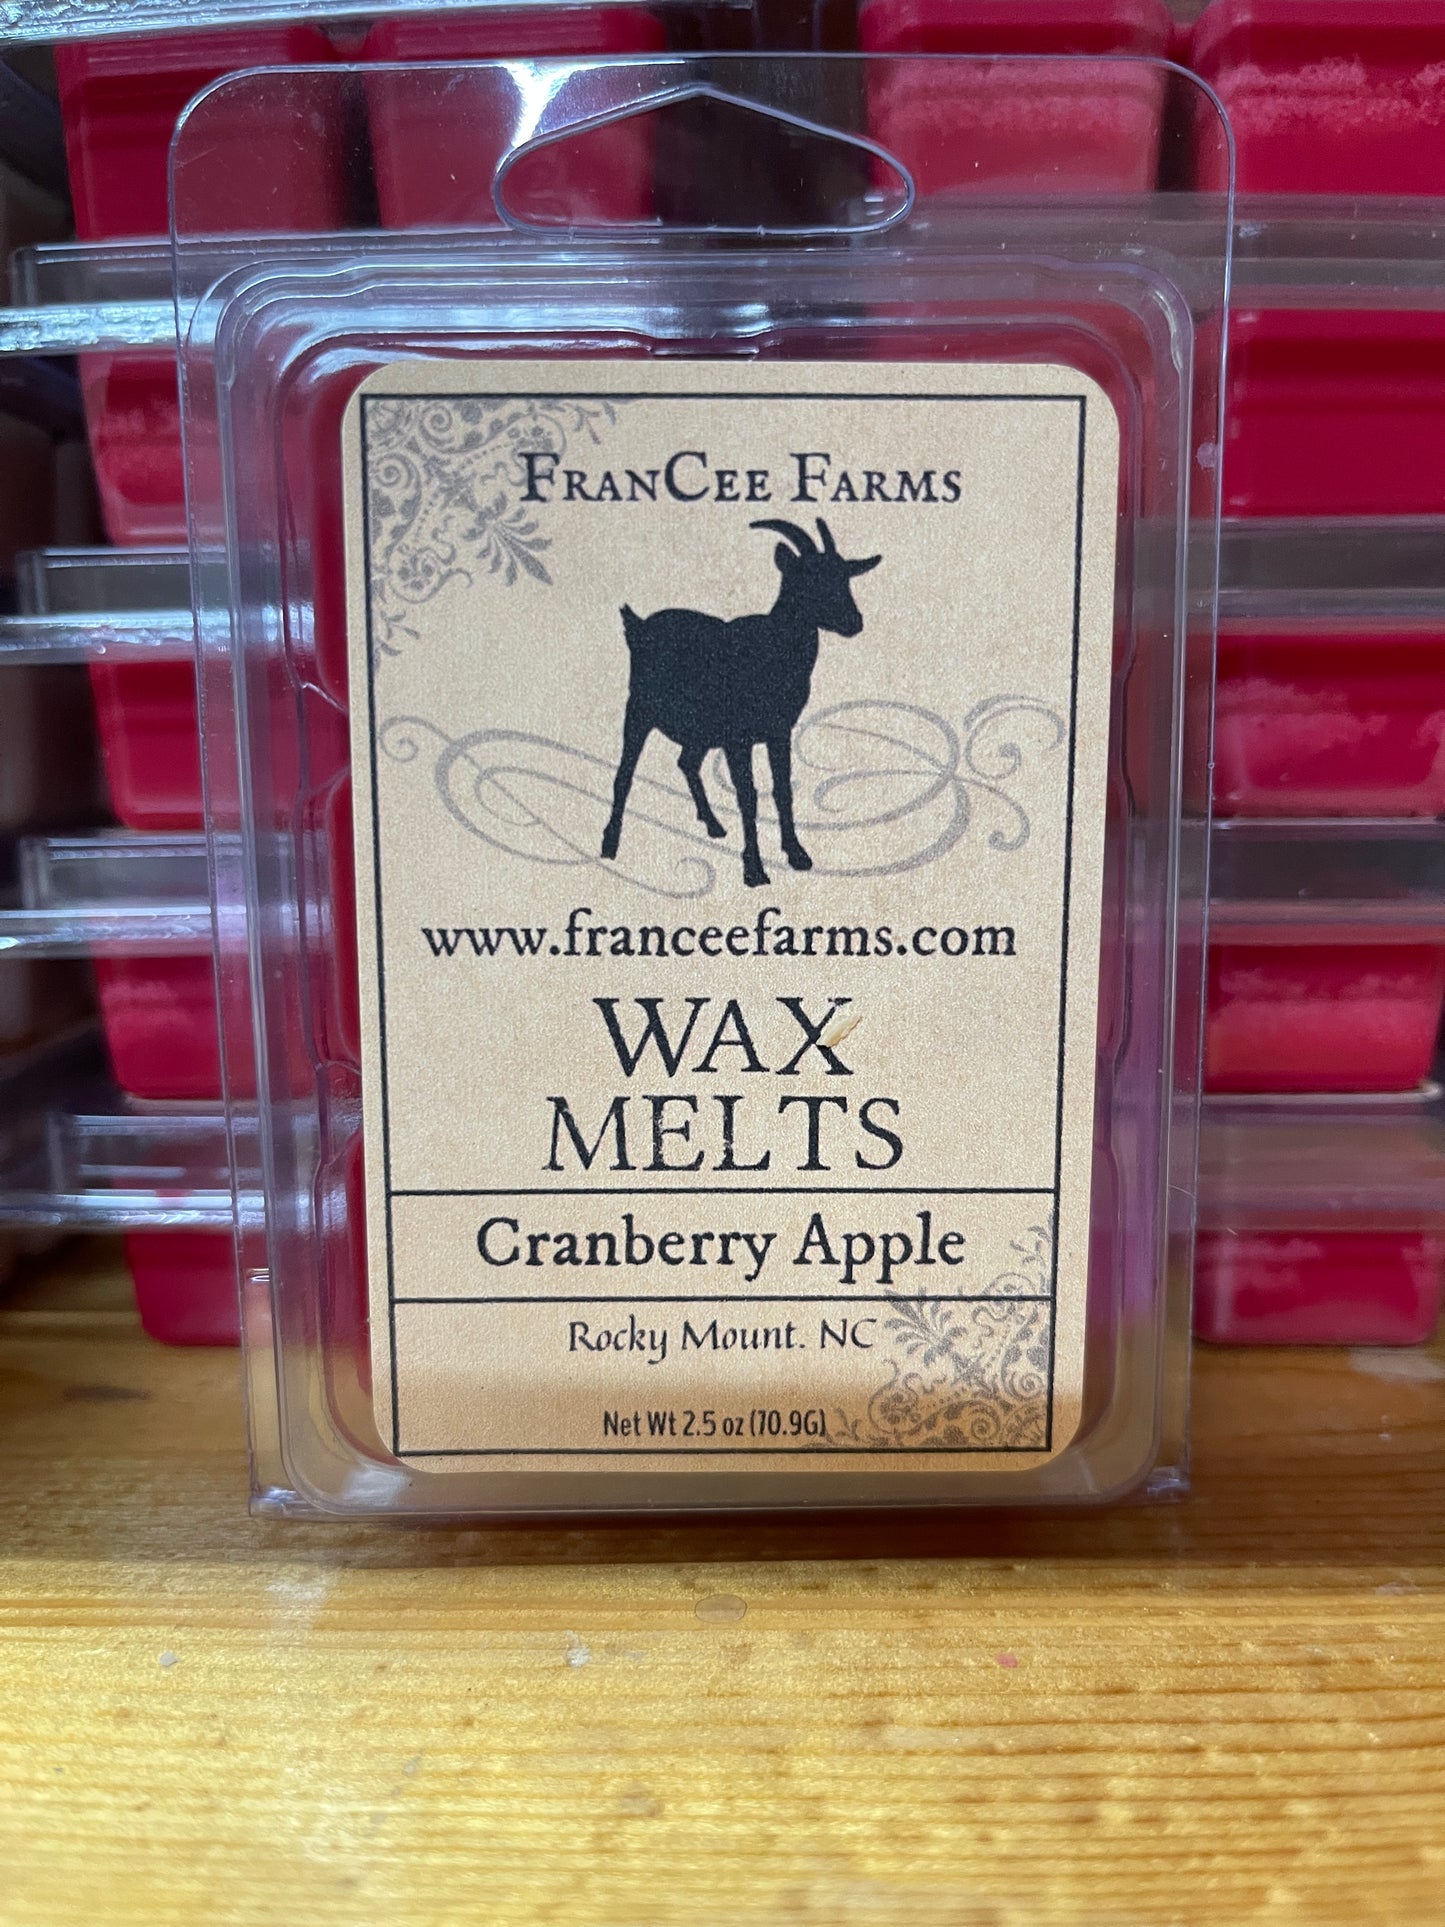 FranCee Farms
www.franceefarms.com
WAX
MELTS
Cranberry Apple
Rocky Mount. NC
Net Wt 2.5 oz (70.9G)